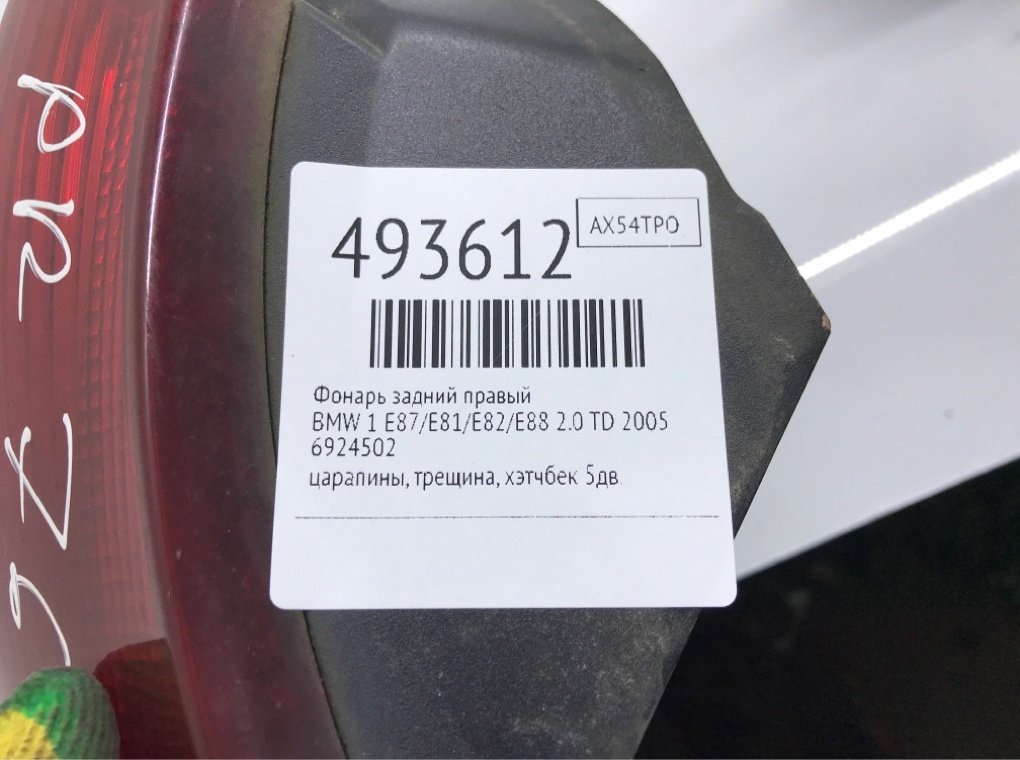 493612
AX54TPO
Фонарь задний правый
BMW 1 E87/E81/E82/E88 2.0 TD 2005
6924502
царапины, трещина, хэтчбек 5дв.